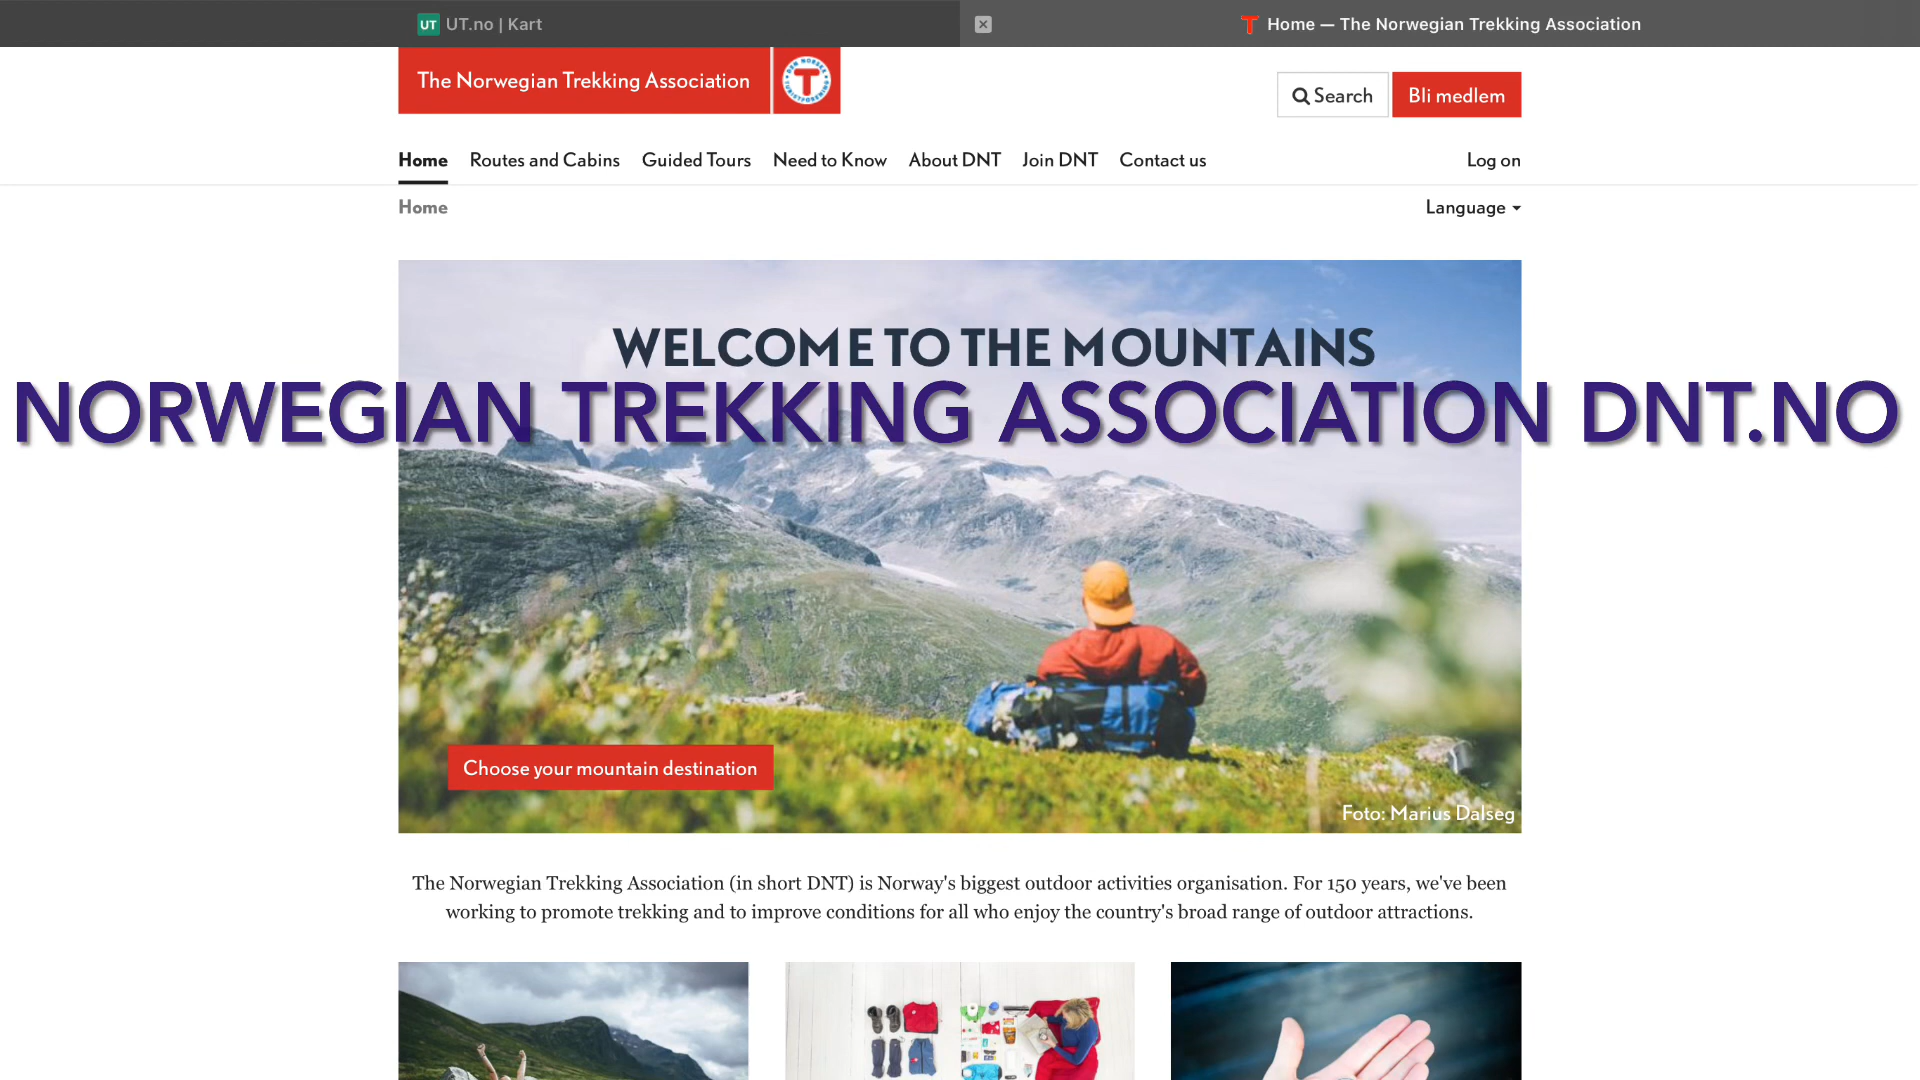 UT UT.no | Kart
T Home — The Norwegian Trekking Association
The Norwegian Trekking Association
DEN NORSKE T TURISTFORENING
Search
Bli medlem
Home Routes and Cabins Guided Tours Need to Know About DNT Join DNT Contact us Log on
Home
Language
WELCOME TO THE MOUNTAINS
NORWEGIAN TREKKING ASSOCIATION DNT.NO
Choose your mountain destination
Foto: Marius Dalseg
The Norwegian Trekking Association (in short DNT) is Norway's biggest outdoor activities organisation. For 150 years, we've been
working to promote trekking and to improve conditions for all who enjoy the country's broad range of outdoor attractions.